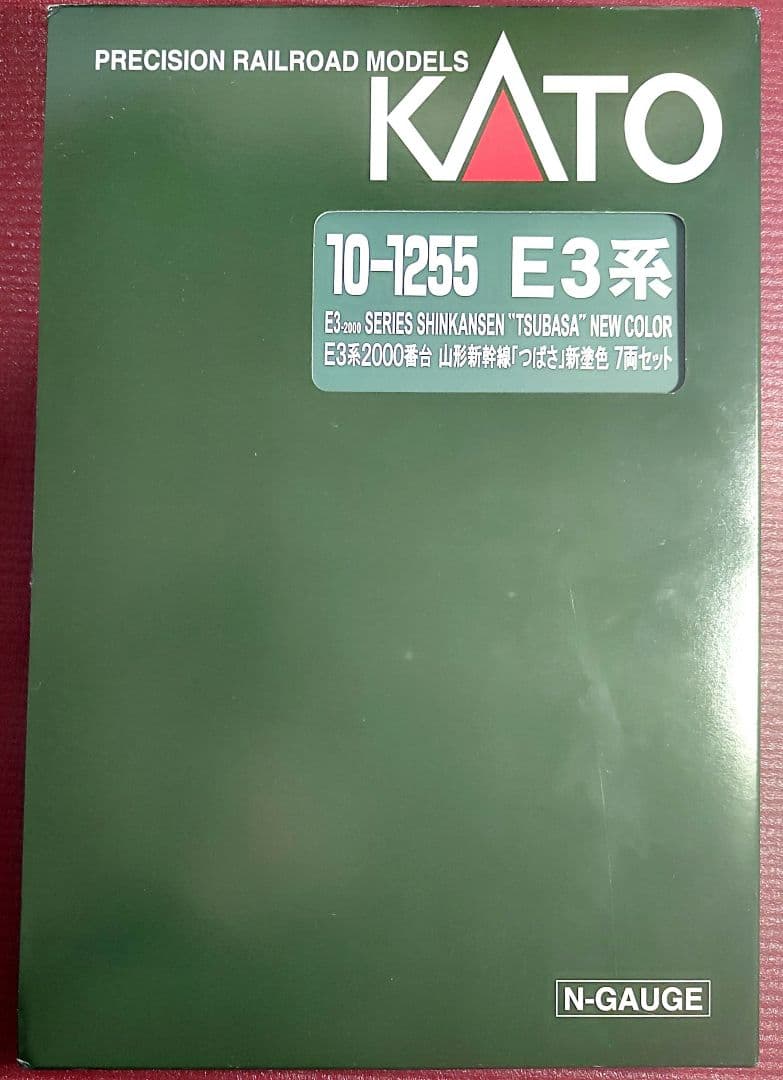 PRECISION RAILROAD MODELS
KATO
10-1255 E3系
E3-2000 SERIES SHINKANSEN "TSUBASA" NEW COLOR
E3系2000番台 山形新幹線「つばさ」新塗色 7両セット
N-GAUGE